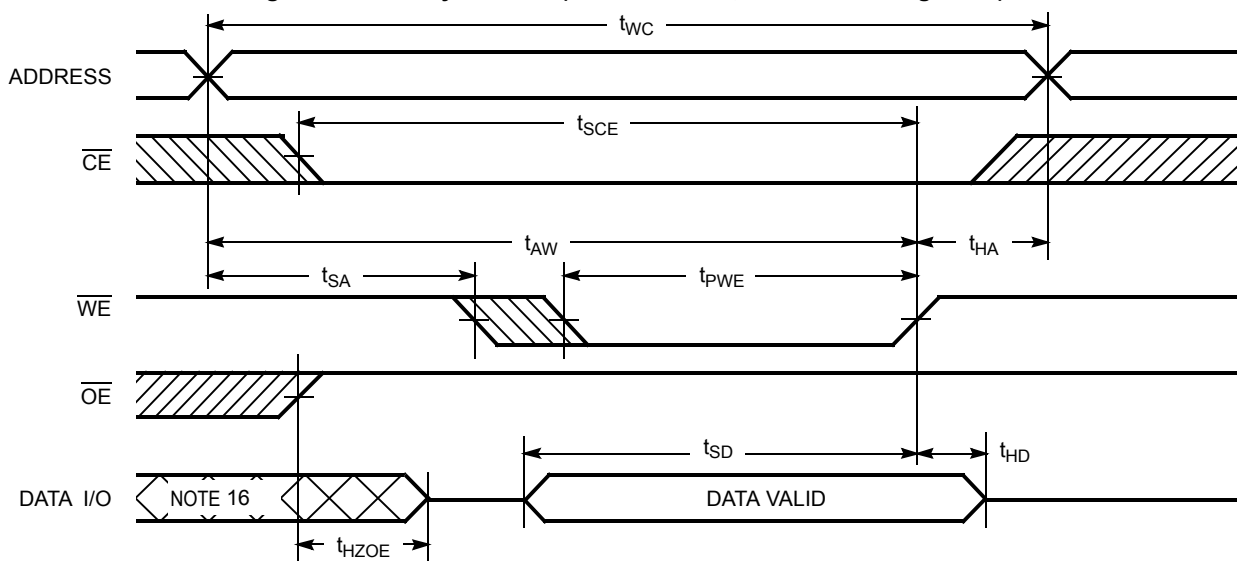 tWC
ADDRESS
tSCE
CE
tAW
tHA
tSA
tPWE
WE
OE
tSD
tHD
DATA I/O
NOTE 16
DATA VALID
tHZOE